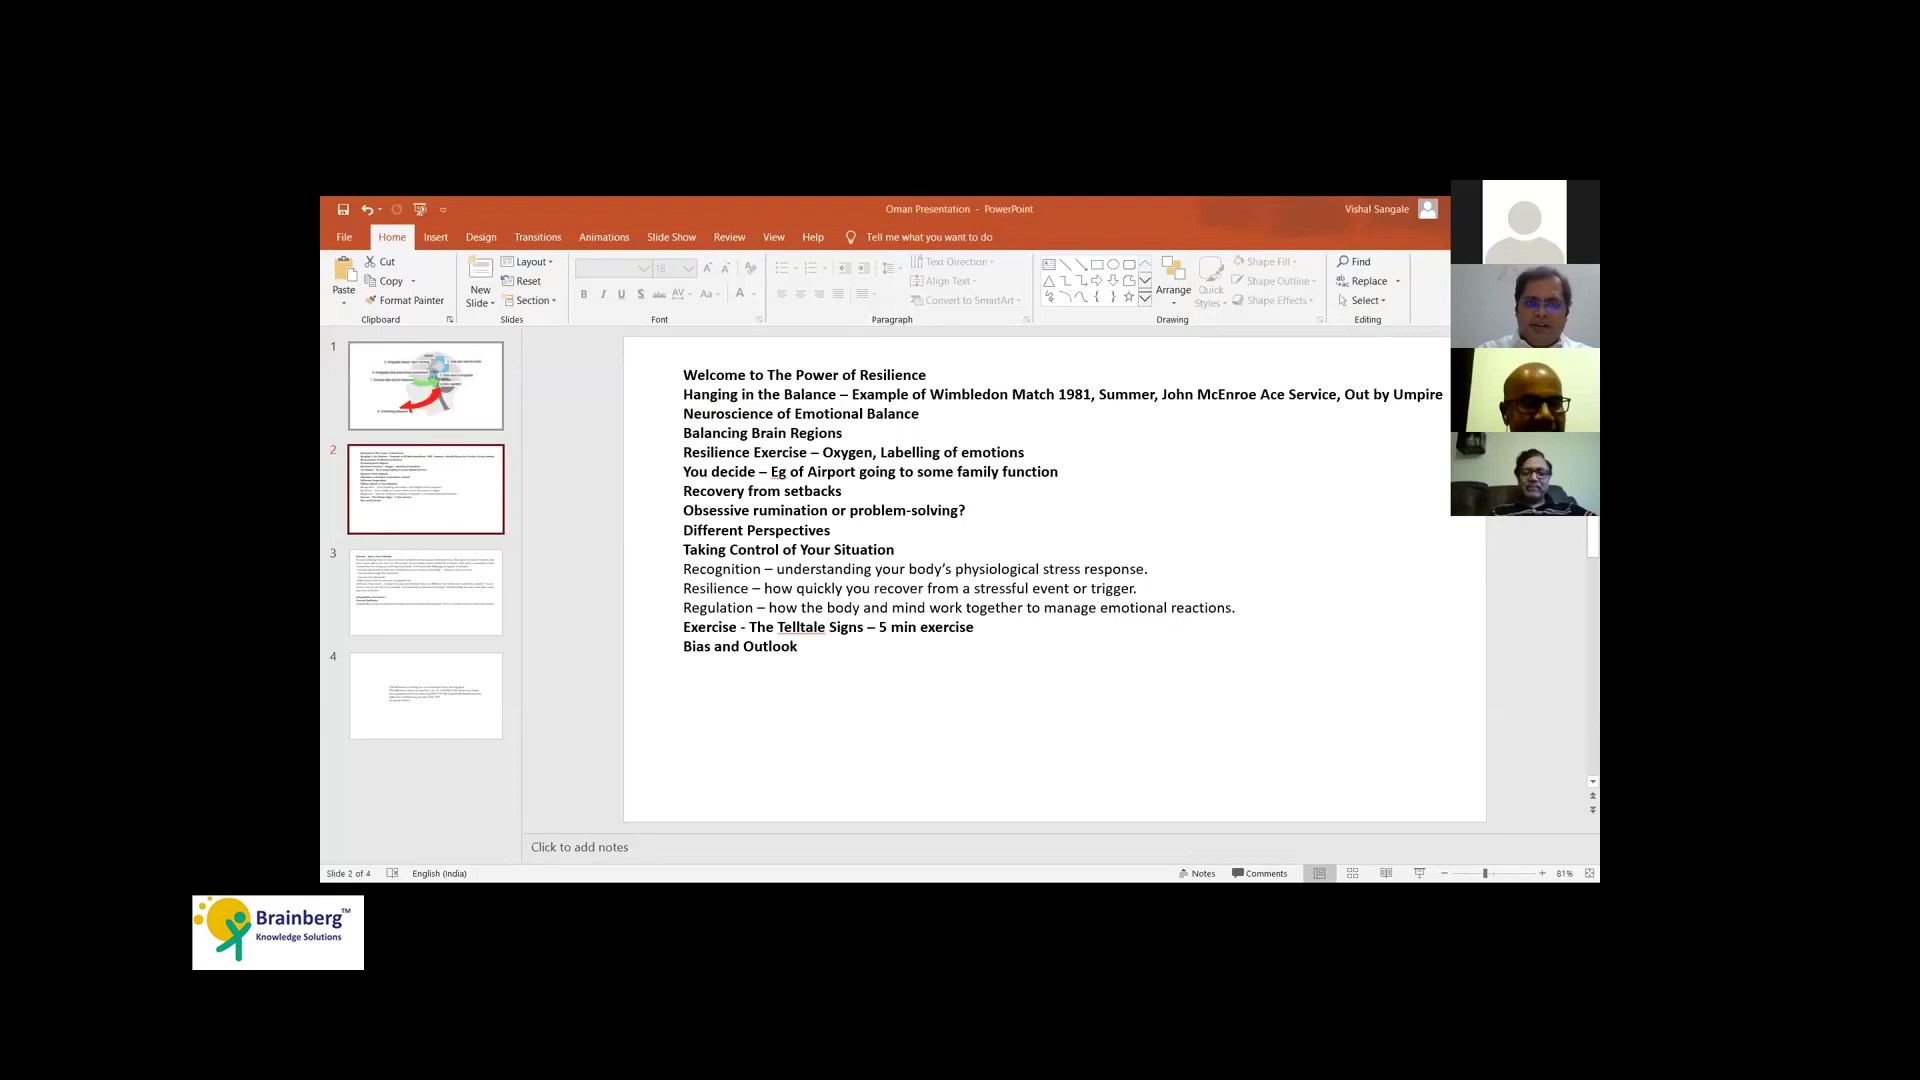 Oman Presentation - PowerPoint
Vishal Sangale
File Home Insert Design Transitions Animations Slide Show Review View Help Tell me what you want to do
Paste
Cut
Copy
Format Painter
Clipboard
New Slide
Layout
Reset
Section
Slides
18
B I U S abc AV Aa A
Font
Text Direction
Align Text
Convert to SmartArt
Paragraph
Arrange
Quick Styles
Shape Fill
Shape Outline
Shape Effects
Drawing
Find
Replace
Select
Editing
1
2
3
4
Welcome to The Power of Resilience
Hanging in the Balance – Example of Wimbledon Match 1981, Summer, John McEnroe Ace Service, Out by Umpire
Neuroscience of Emotional Balance
Balancing Brain Regions
Resilience Exercise – Oxygen, Labelling of emotions
You decide – Eg of Airport going to some family function
Recovery from setbacks
Obsessive rumination or problem-solving?
Different Perspectives
Taking Control of Your Situation
Recognition – understanding your body’s physiological stress response.
Resilience – how quickly you recover from a stressful event or trigger.
Regulation – how the body and mind work together to manage emotional reactions.
Exercise - The Telltale Signs – 5 min exercise
Bias and Outlook
Click to add notes
Slide 2 of 4 English (India) Notes Comments 81%
Brainberg™
Knowledge Solutions